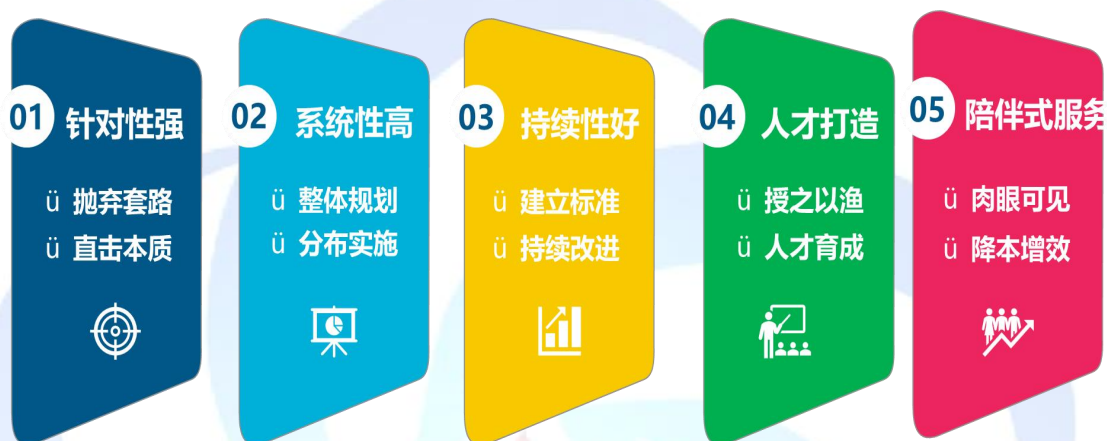 01 针对性强
ü 抛弃套路
ü 直击本质
02 系统性高
ü 整体规划
ü 分布实施
03 持续性好
ü 建立标准
ü 持续改进
04 人才打造
ü 授之以渔
ü 人才育成
05 陪伴式服务
ü 肉眼可见
ü 降本增效